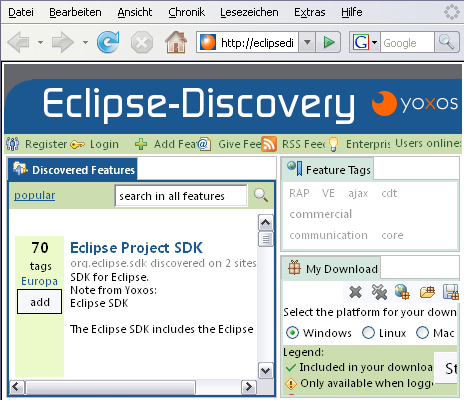 Datei Bearbeiten Ansicht Chronik Lesezeichen Extras Hilfe
http://eclipsedi
G Google
Eclipse-Discovery yoxos
Register Login Add Feat Give Fee RSS Feed Enterpris Users online:
Discovered Features
popular
search in all features
70
tags
Europa
add
Eclipse Project SDK
org.eclipse.sdk discovered on 2 sites
SDK for Eclipse.
Note from Yoxos:
Eclipse SDK
The Eclipse SDK includes the Eclipse
Feature Tags
RAP VE ajax cdt
commercial
communication core
My Download
Select the platform for your down
Windows Linux Mac
Legend:
Included in your downloa
Only available when logg
St